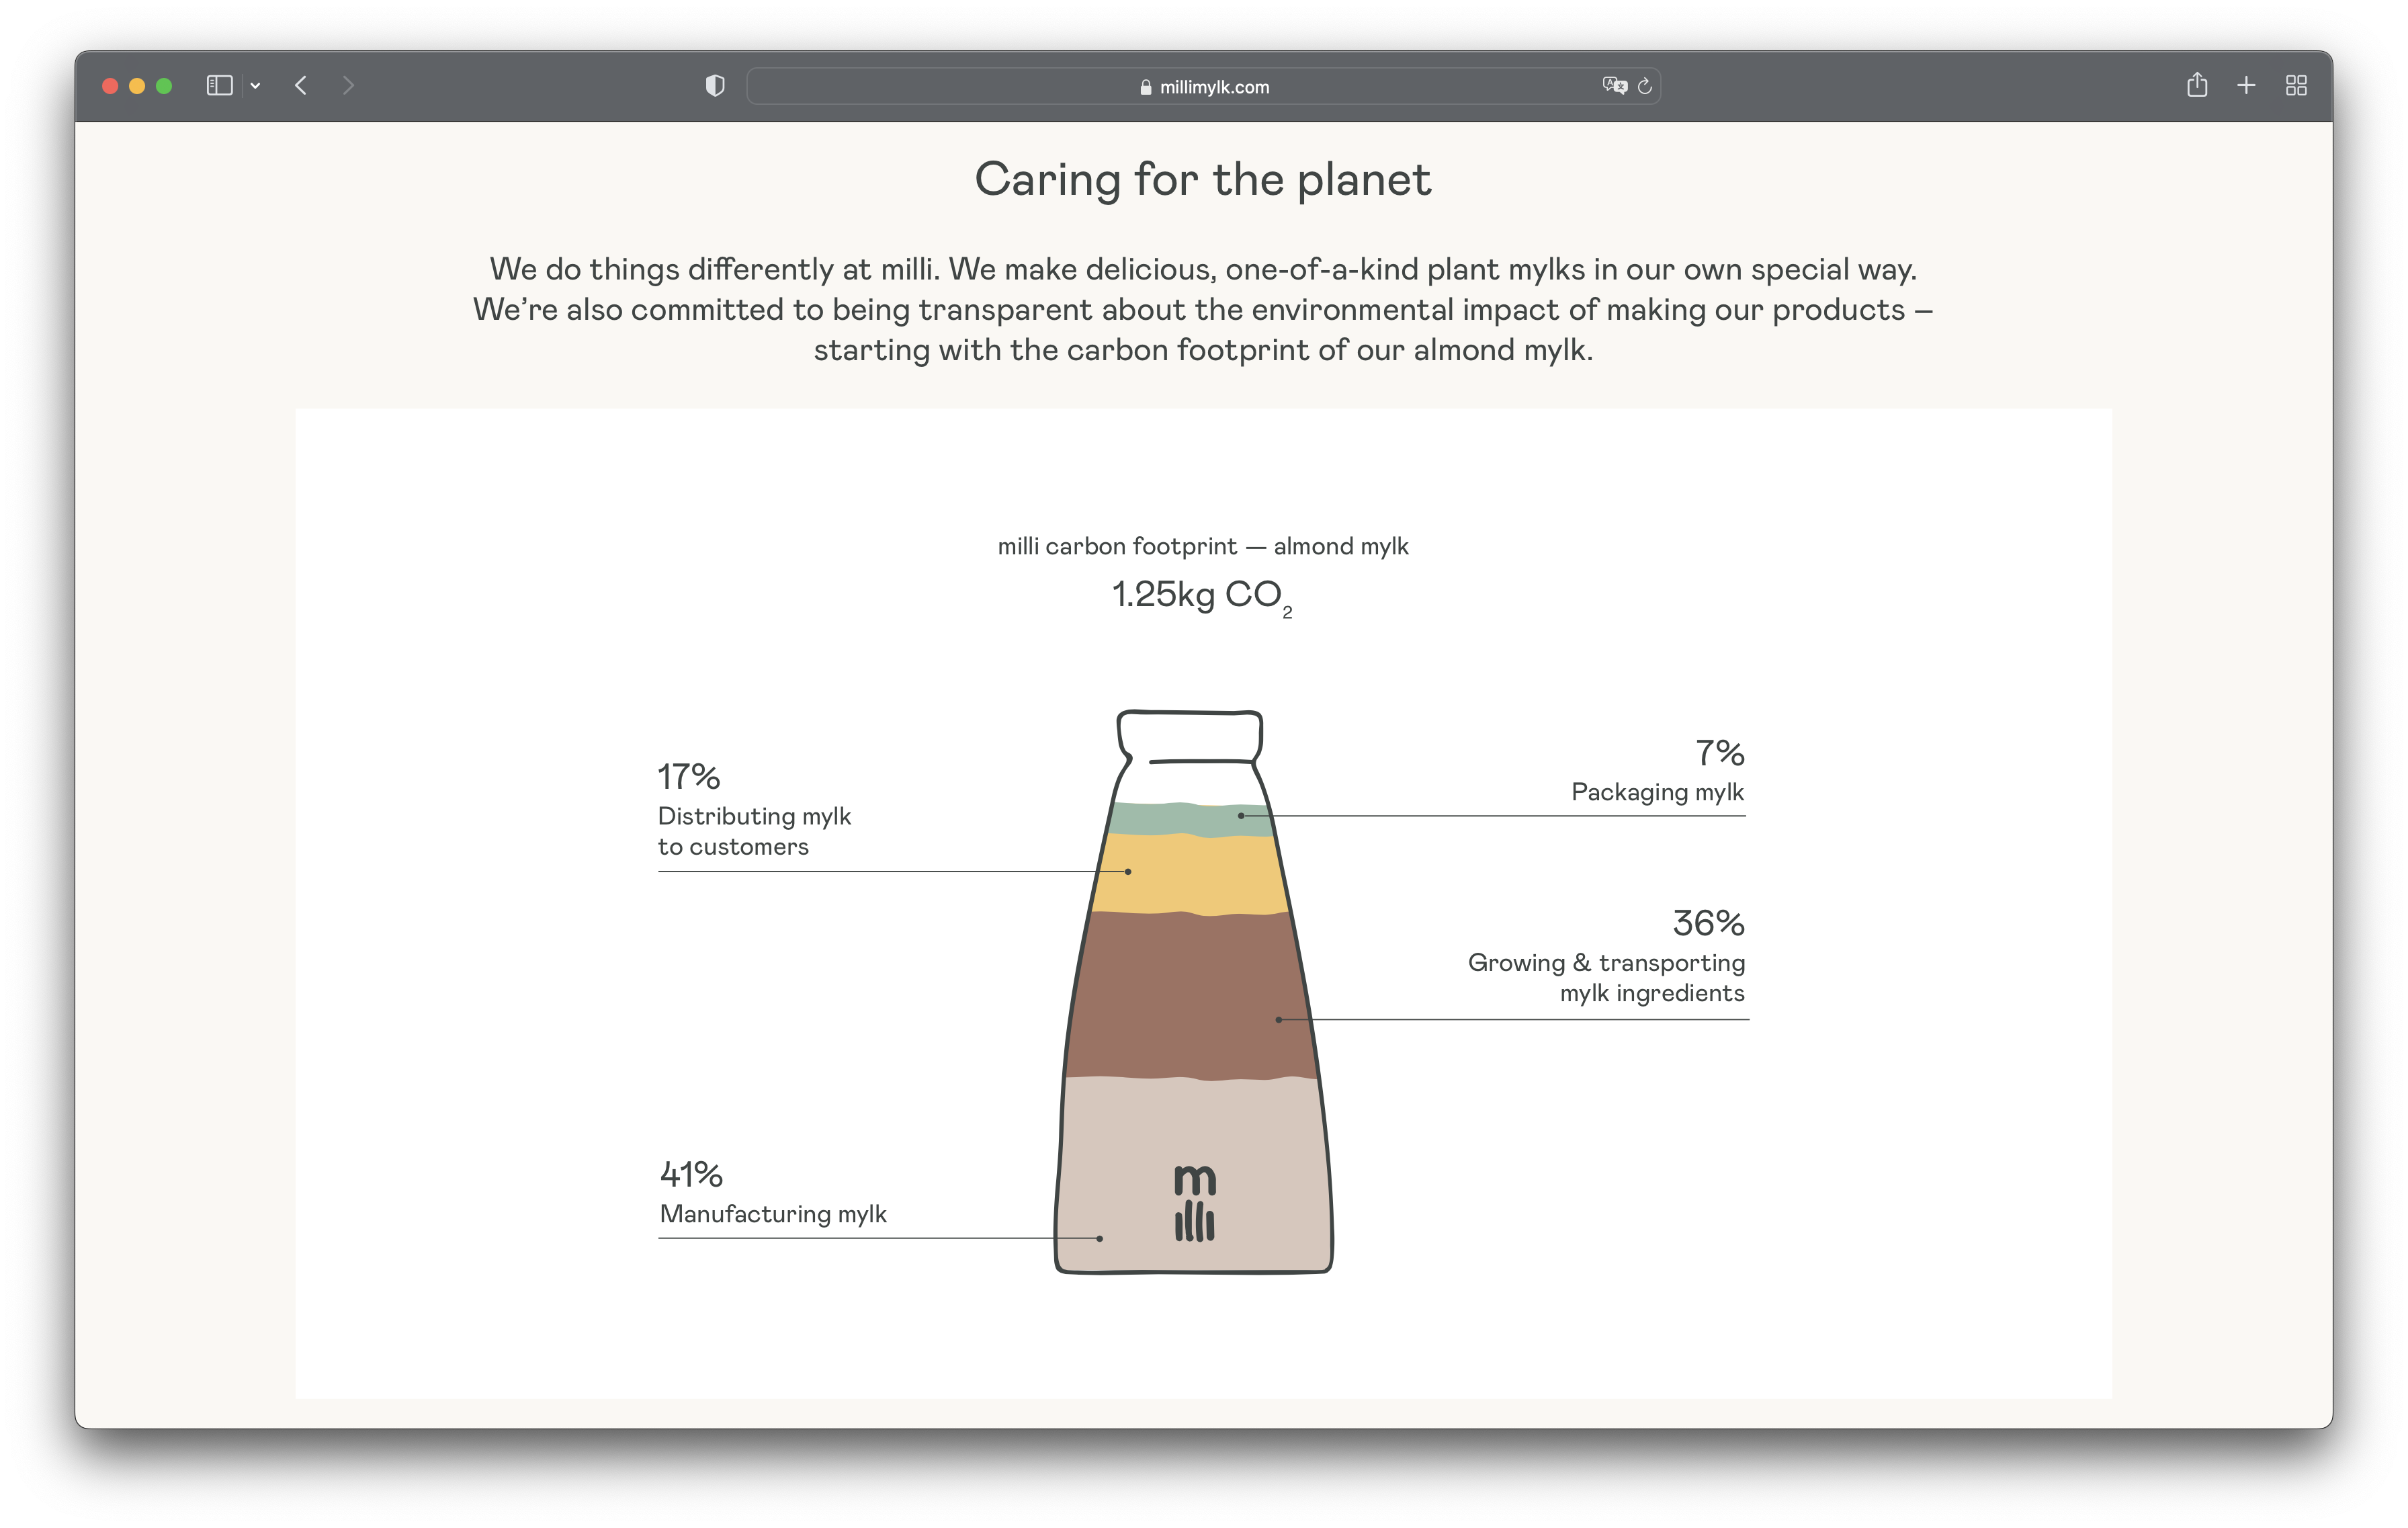 millimylk.com
Caring for the planet
We do things differently at milli. We make delicious, one-of-a-kind plant mylks in our own special way.
We’re also committed to being transparent about the environmental impact of making our products –
starting with the carbon footprint of our almond mylk.
milli carbon footprint — almond mylk
1.25kg CO₂
17%
Distributing mylk
to customers
7%
Packaging mylk
36%
Growing & transporting
mylk ingredients
41%
Manufacturing mylk
m
illi